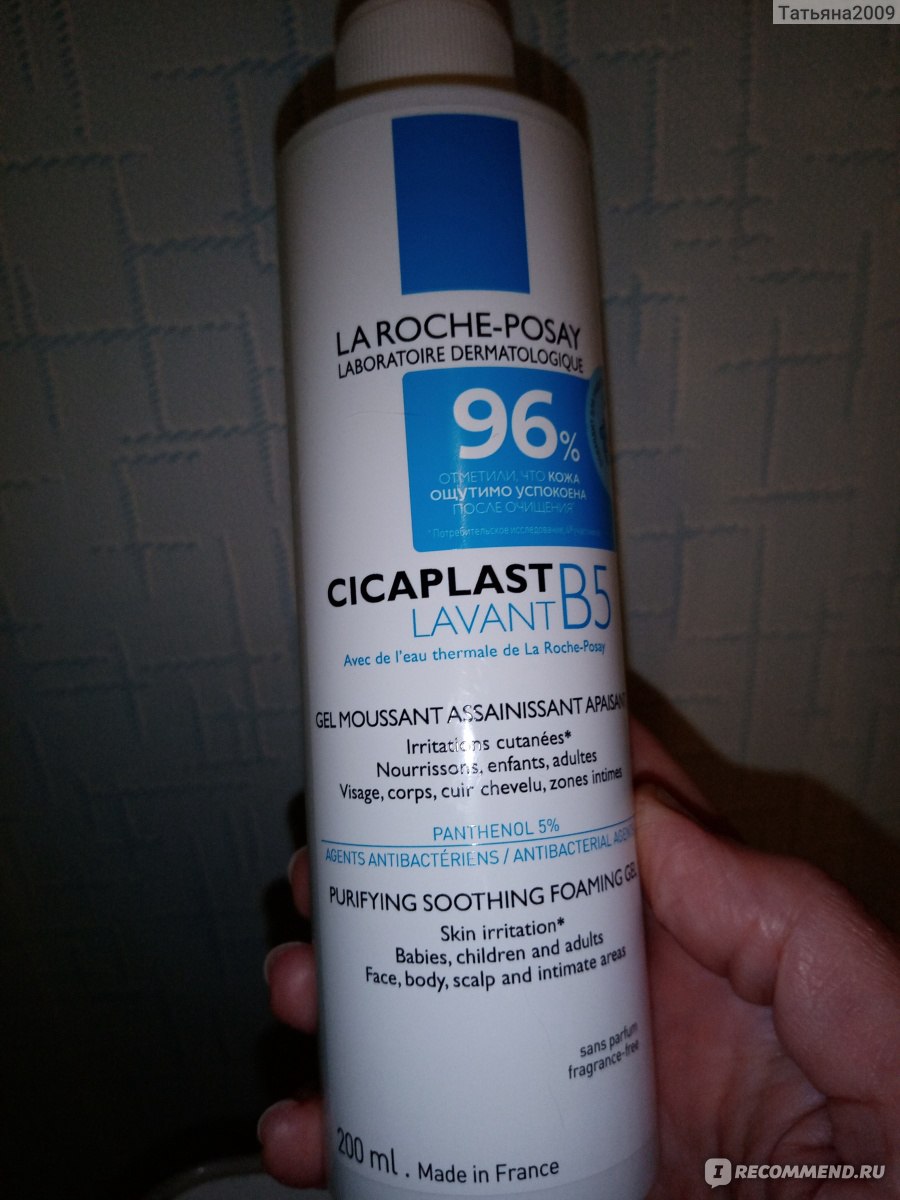 Татьяна2009
LA ROCHE-POSAY
LABORATOIRE DERMATOLOGIQUE
96%
ОТМЕТИЛИ, ЧТО КОЖА
ОЩУТИМО УСПОКОЕНА
ПОСЛЕ ОЧИЩЕНИЯ*
*Потребительское исследование,
CICAPLAST
LAVANT B5
Avec de l'eau thermale de La Roche-Posay
GEL MOUSSANT ASSAINISSANT APAISANT
Irritations cutanées*
Nourrissons, enfants, adultes
Visage, corps, cuir chevelu, zones intimes
PANTHENOL 5%
AGENTS ANTIBACTÉRIENS / ANTIBACTERIAL
PURIFYING SOOTHING FOAMING GEL
Skin irritation*
Babies, children and adults
Face, body, scalp and intimate areas
sans parfum
fragrance-free
200 ml . Made in France
IRECOMMEND.RU